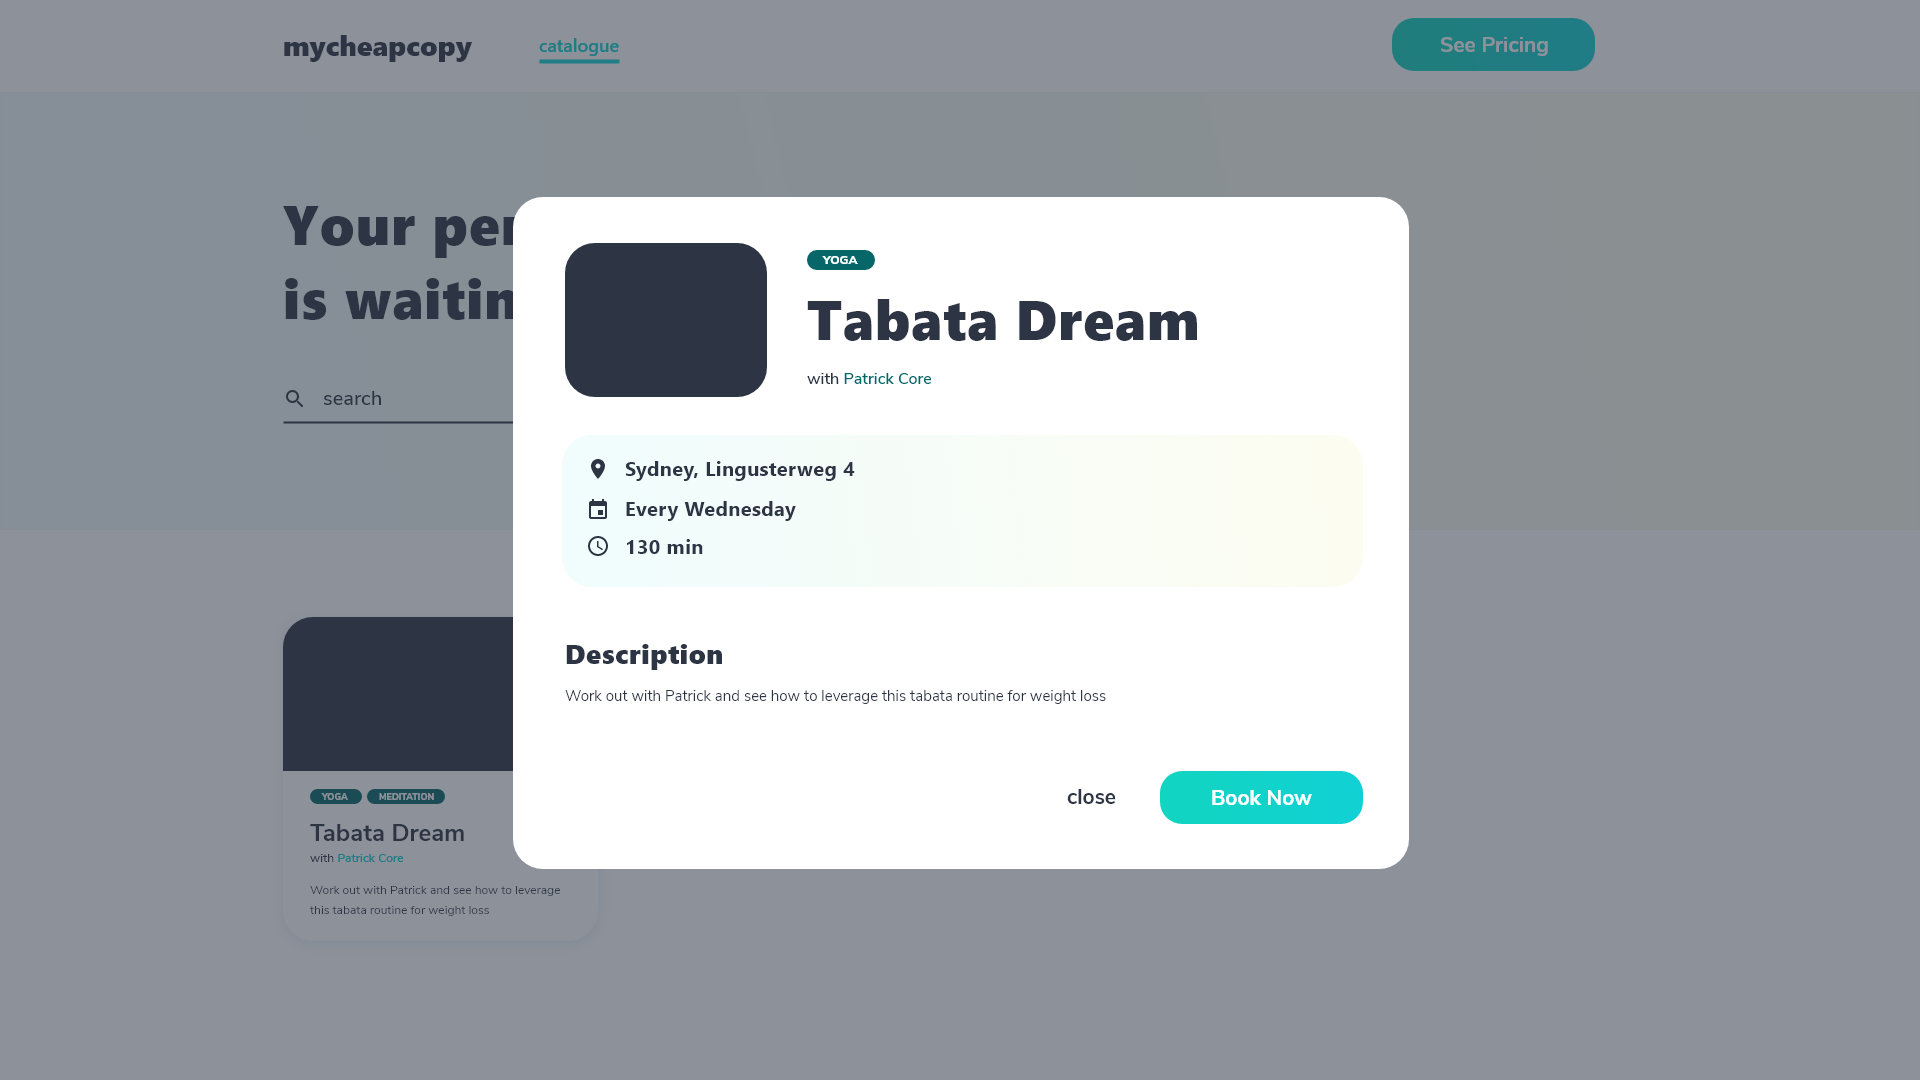 mycheapcopy
catalogue
See Pricing
Your per
is waitin
search
YOGA
Tabata Dream
with Patrick Core
Sydney, Lingusterweg 4
Every Wednesday
130 min
Description
Work out with Patrick and see how to leverage this tabata routine for weight loss
close
Book Now
YOGA
MEDITATION
Tabata Dream
with Patrick Core
Work out with Patrick and see how to leverage
this tabata routine for weight loss